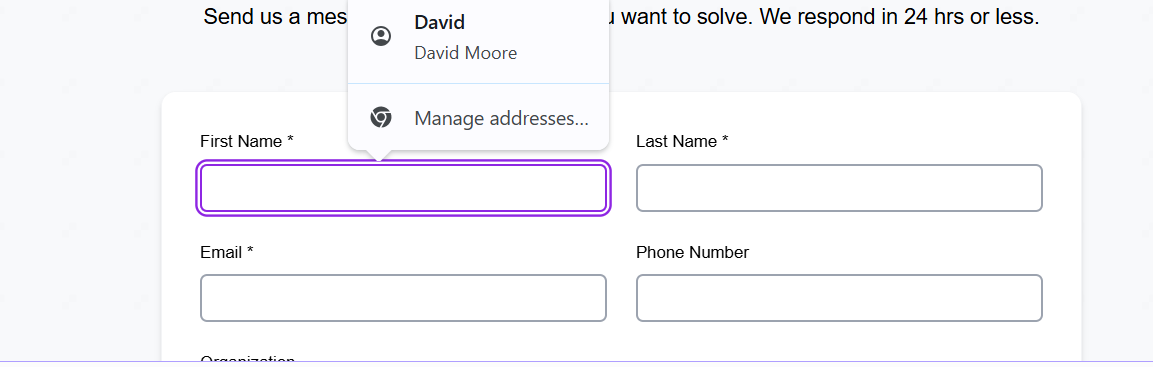 Send us a mes
David
u want to solve. We respond in 24 hrs or less.
David Moore
Manage addresses...
First Name *
Last Name *
Email *
Phone Number
Organization